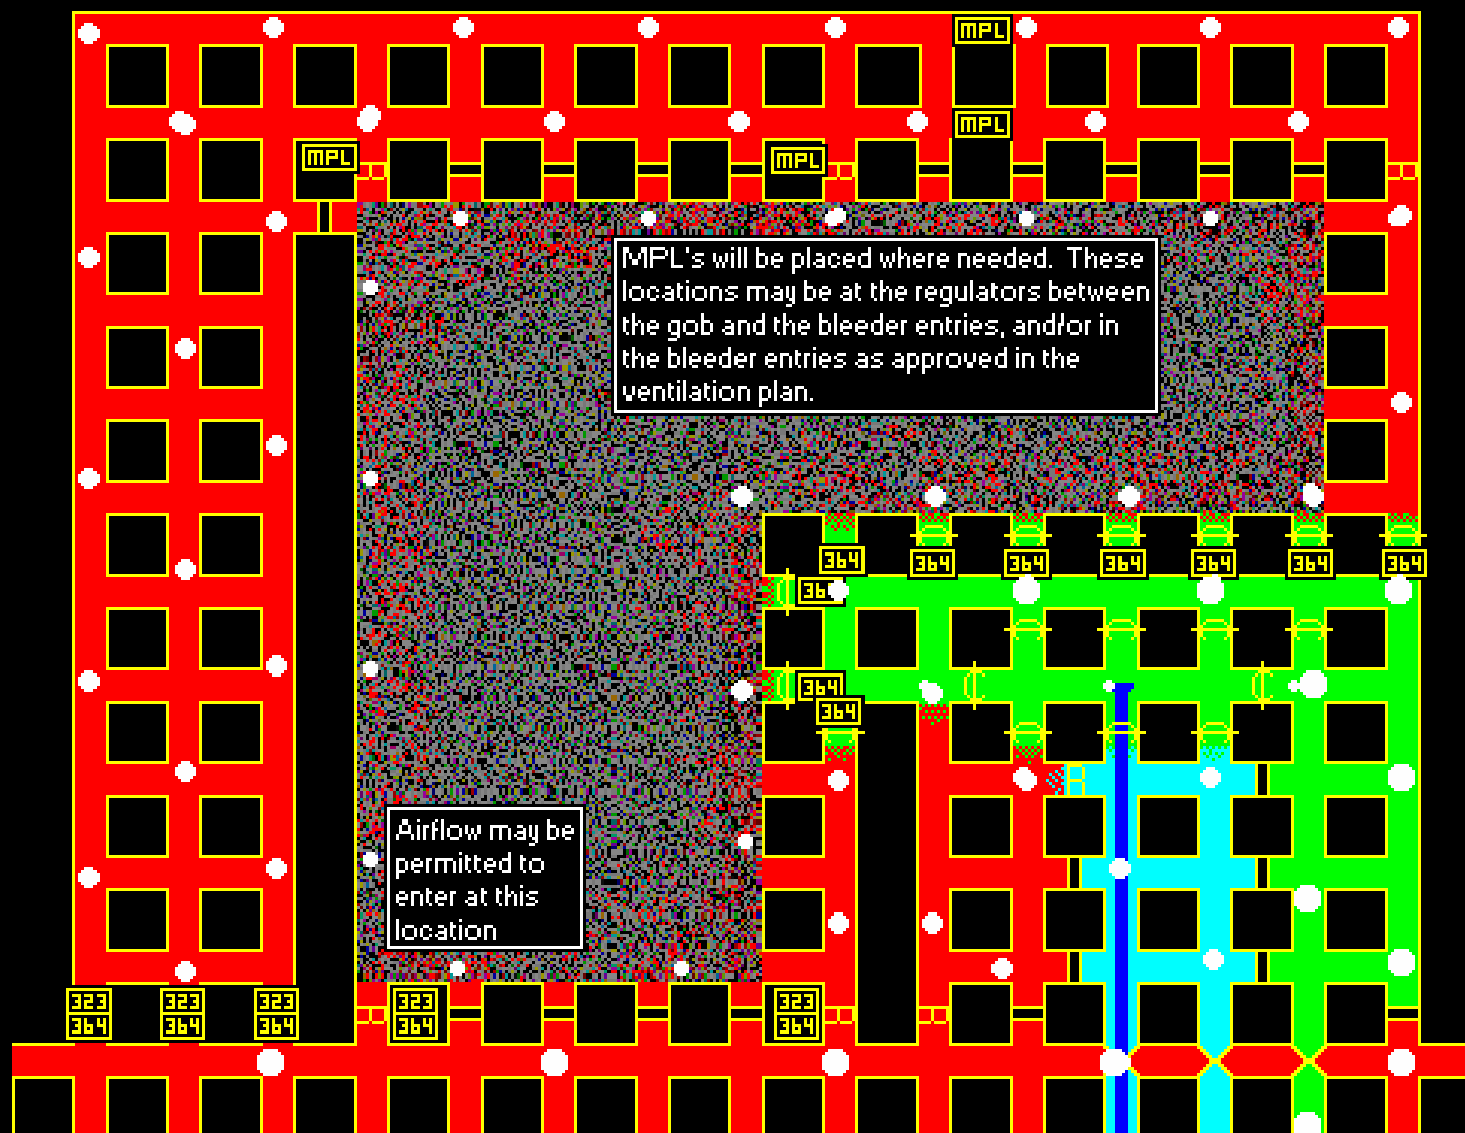 MPL
MPL
MPL
MPL
MPL's will be placed where needed. These
locations may be at the regulators between
the gob and the bleeder entries, and/or in
the bleeder entries as approved in the
ventilation plan.
364
364
364
364
364
364
364
36
364
364
Airflow may be
permitted to
enter at this
location
323
364
323
364
323
364
323
364
323
364